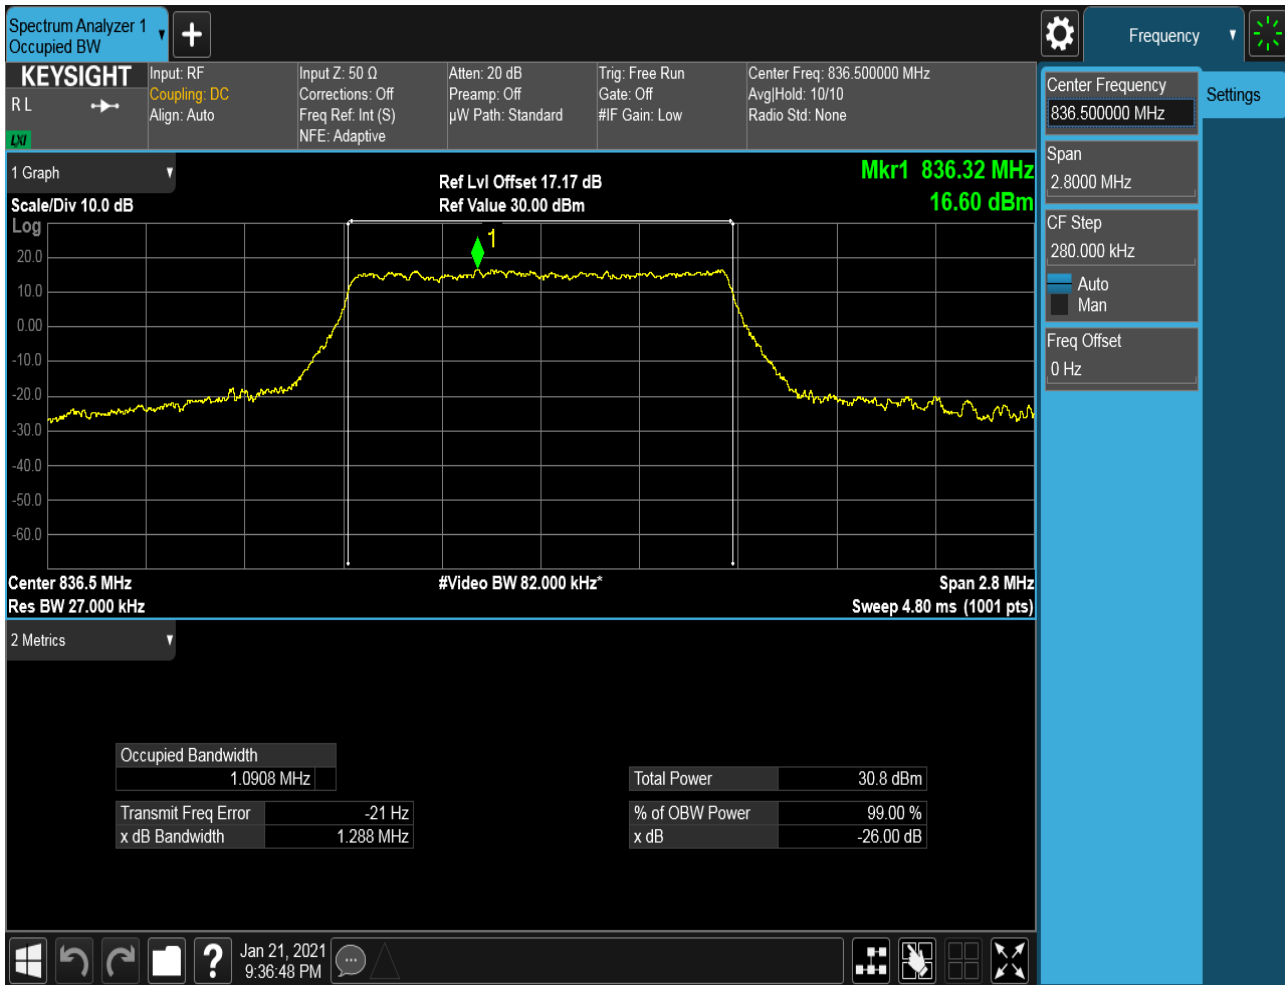 Spectrum Analyzer 1
Occupied BW
Frequency
KEYSIGHT
R L
LXI
Input: RF
Coupling: DC
Align: Auto
Input Z: 50 Ω
Corrections: Off
Freq Ref: Int (S)
NFE: Adaptive
Atten: 20 dB
Preamp: Off
µW Path: Standard
Trig: Free Run
Gate: Off
#IF Gain: Low
Center Freq: 836.500000 MHz
Avg|Hold: 10/10
Radio Std: None
Center Frequency
836.500000 MHz
Settings
Span
2.8000 MHz
CF Step
280.000 kHz
Auto
Man
Freq Offset
0 Hz
1 Graph
Scale/Div 10.0 dB
Ref Lvl Offset 17.17 dB
Ref Value 30.00 dBm
Mkr1 836.32 MHz
16.60 dBm
Log
1
20.0
10.0
0.00
-10.0
-20.0
-30.0
-40.0
-50.0
-60.0
Center 836.5 MHz
#Video BW 82.000 kHz*
Span 2.8 MHz
Res BW 27.000 kHz
Sweep 4.80 ms (1001 pts)
2 Metrics
Occupied Bandwidth
1.0908 MHz
Total Power 30.8 dBm
Transmit Freq Error -21 Hz
% of OBW Power 99.00 %
x dB Bandwidth 1.288 MHz
x dB -26.00 dB
?
Jan 21, 2021
9:36:48 PM